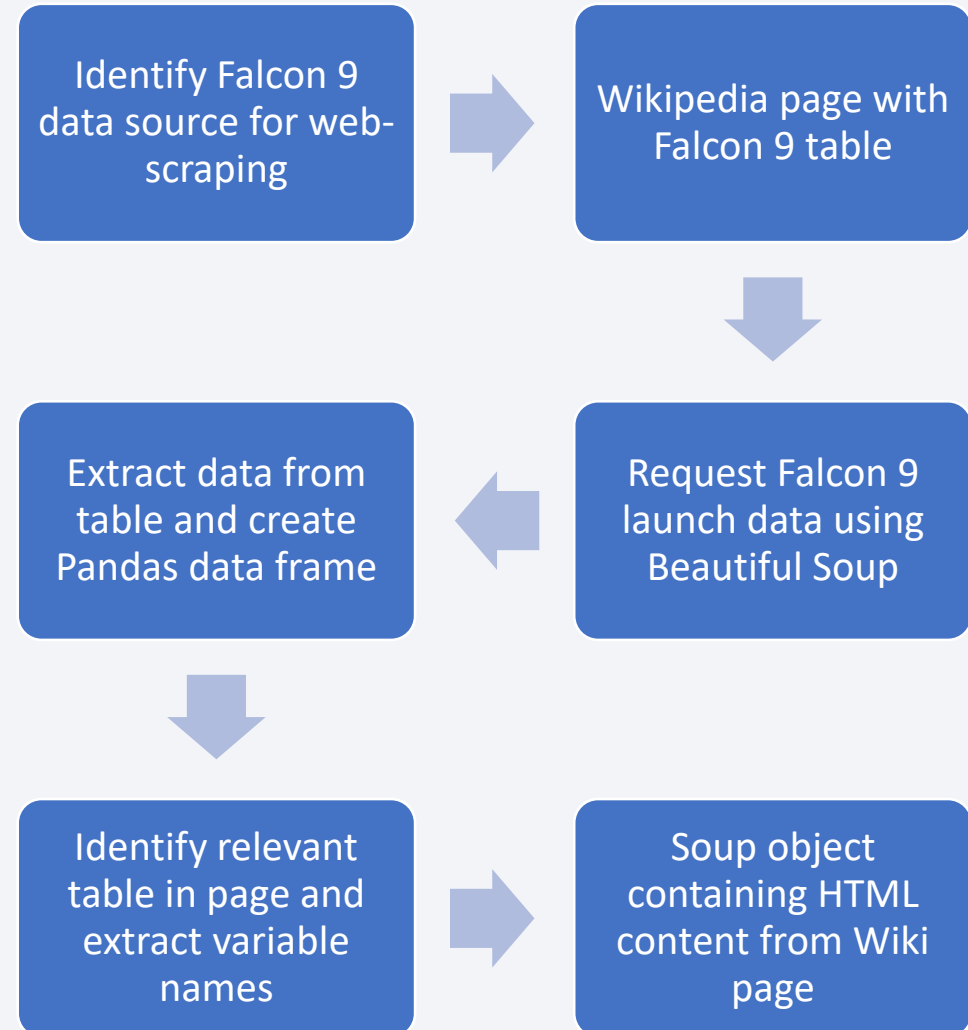 Identify Falcon 9
data source for web-
scraping
Wikipedia page with
Falcon 9 table
Request Falcon 9
launch data using
Beautiful Soup
Extract data from
table and create
Pandas data frame
Identify relevant
table in page and
extract variable
names
Soup object
containing HTML
content from Wiki
page